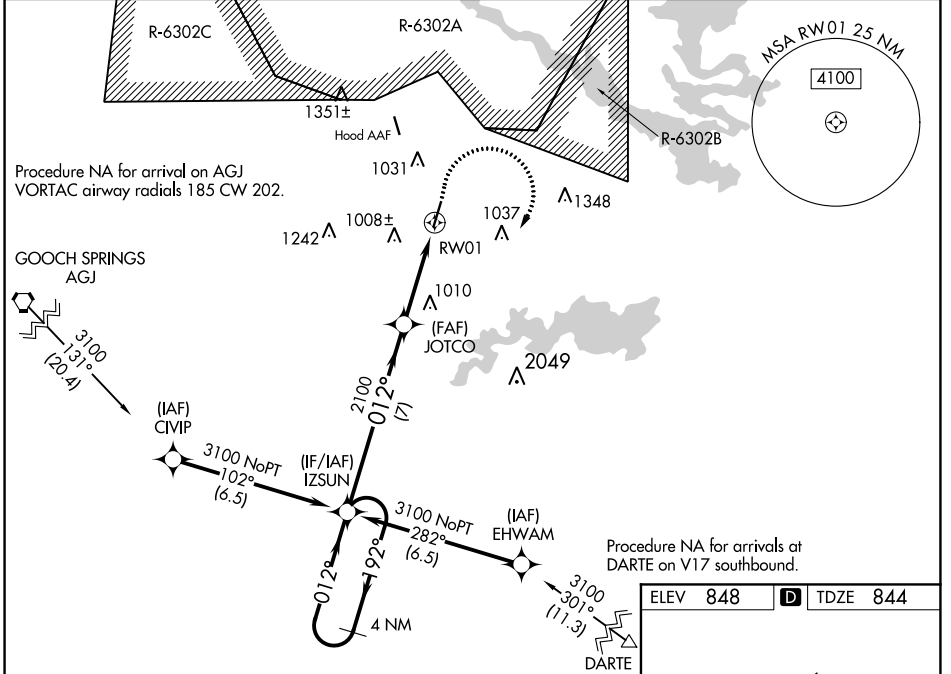 R-6302C
R-6302A
MSA RW01 25 NM
4100
1351±
Hood AAF
R-6302B
1031
Procedure NA for arrival on AGJ
VORTAC airway radials 185 CW 202.
1348
1008±
1037
1242
RW01
GOOCH SPRINGS
AGJ
1010
(FAF)
JOTCO
3100
131°
(20.4)
2049
2100
012°
(7)
(IAF)
CIVIP
3100 NoPT
102°
(6.5)
(IF/IAF)
IZSUN
3100 NoPT
282°
(6.5)
(IAF)
EHWAM
Procedure NA for arrivals at
DARTE on V17 southbound.
012°
192°
4 NM
3100
301°
(11.3)
DARTE
ELEV 848 D TDZE 844